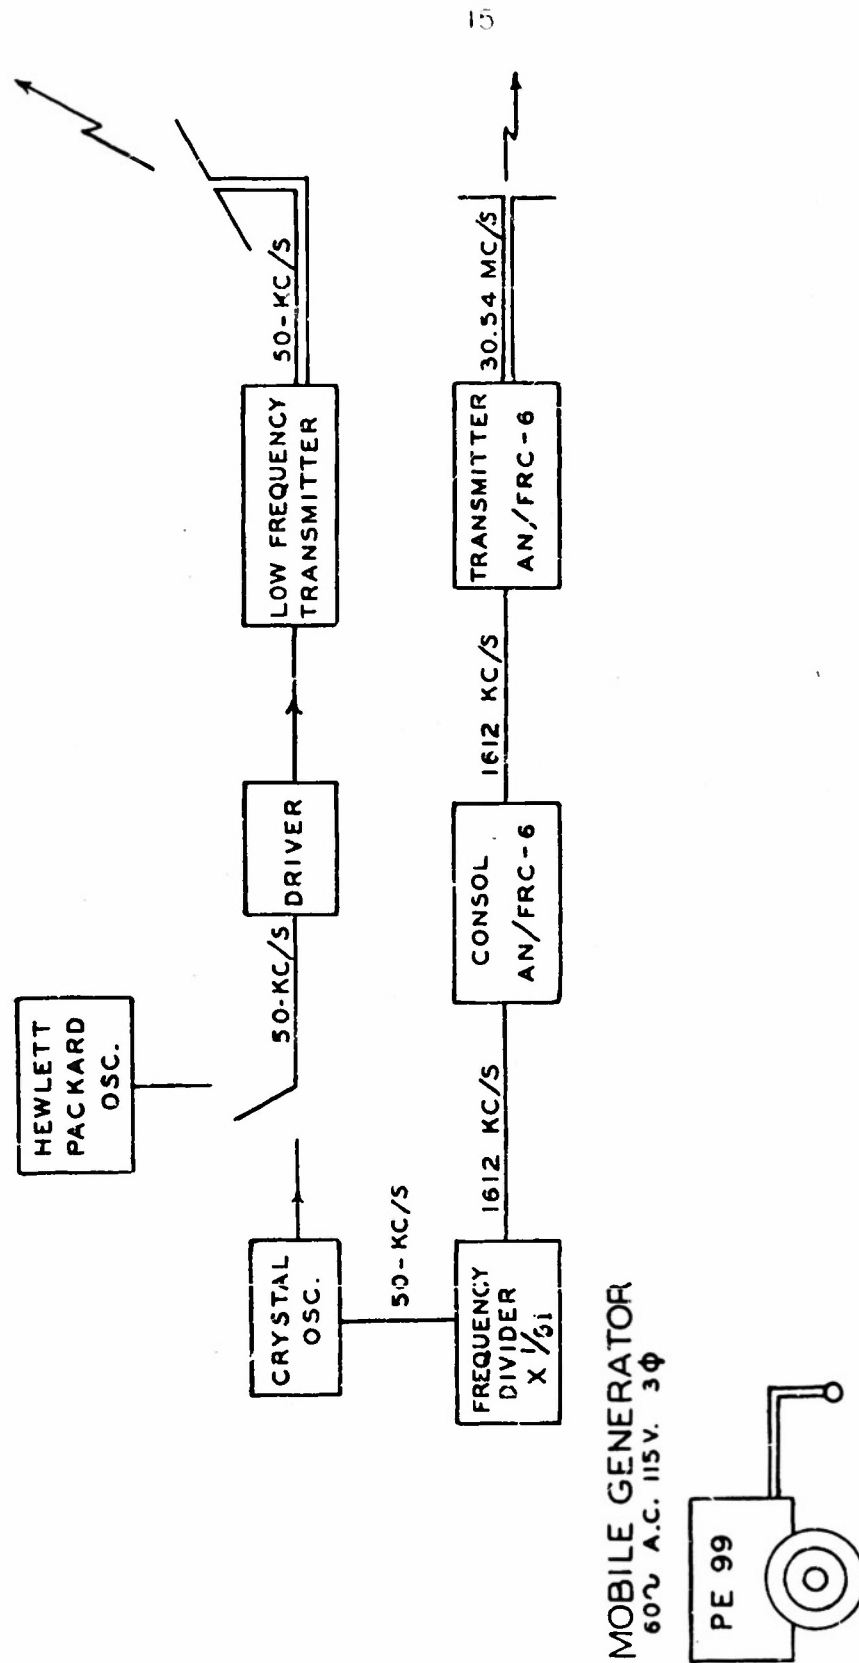 15
HEWLETT
PACKARD
OSC.
CRYSTAL
OSC.
50-KC/S
DRIVER
LOW FREQUENCY
TRANSMITTER
50-KC/S
50-KC/S
FREQUENCY
DIVIDER
X
1612 KC/S
CONSOL
AN/FRC-6
1612 KC/S
TRANSMITTER
AN/FRC-6
30.54 MC/S
MOBILE GENERATOR
60~ A.C. 115V. 3Φ
PE 99